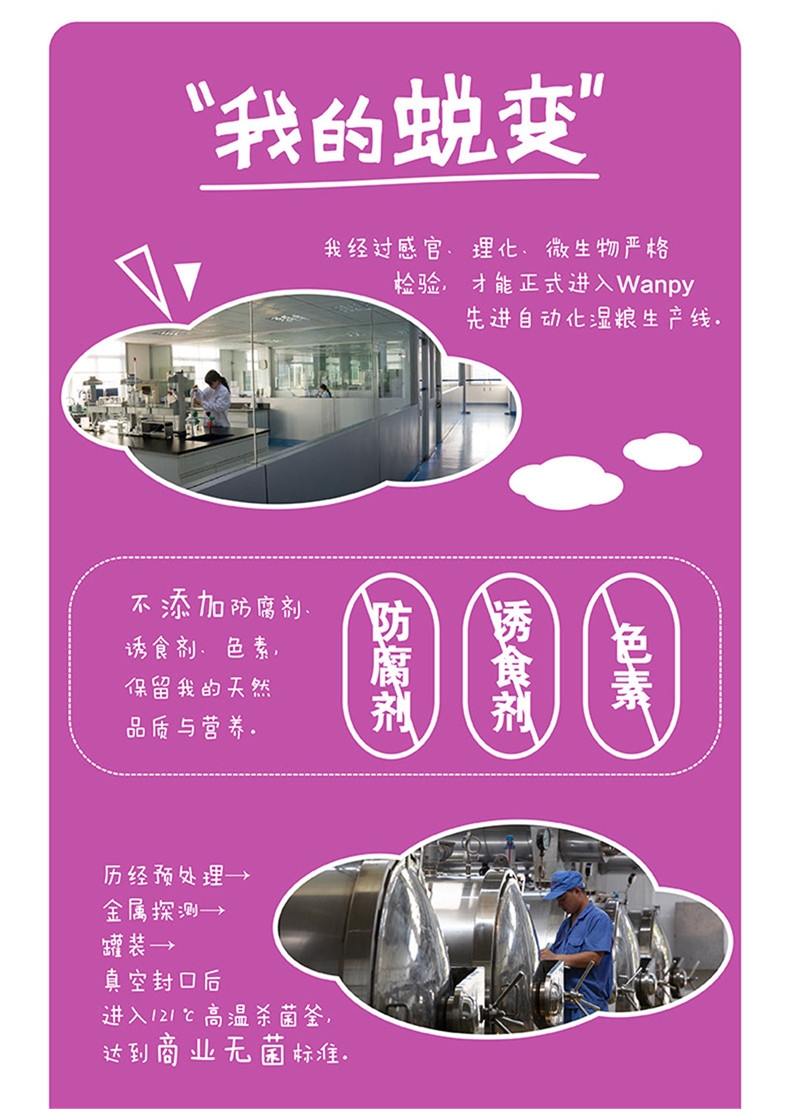 “我的蜕变”
我经过感官、理化、微生物严格
检验，才能正式进入Wanpy
先进自动化湿粮生产线。
不添加防腐剂、
诱食剂、色素，
保留我的天然
品质与营养。
防腐剂
诱食剂
色素
历经预处理→
金属探测→
罐装→
真空封口后
进入121℃高温杀菌釜，
达到商业无菌标准。